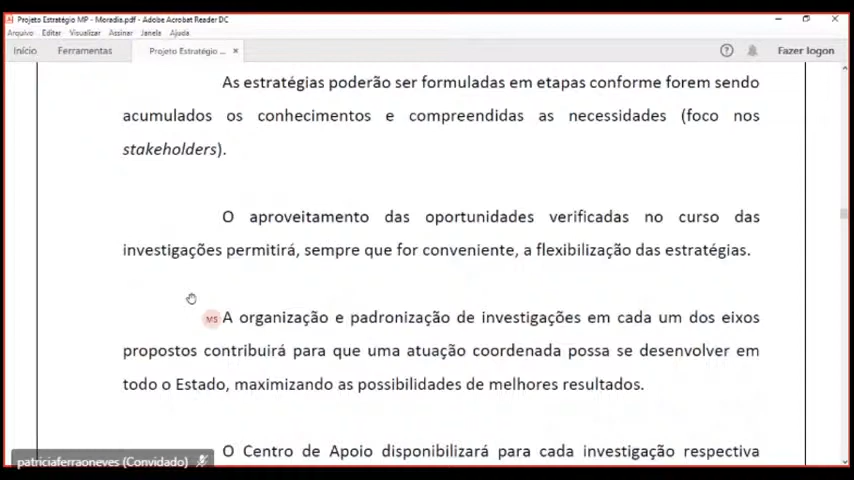 Projeto Estratégio MP - Moradia.pdf - Adobe Acrobat Reader DC
Arquivo Editar Visualizar Assinar Janela Ajuda
Início Ferramentas Projeto Estratégio ... × ? Fazer logon
As estratégias poderão ser formuladas em etapas conforme forem sendo
acumulados os conhecimentos e compreendidas as necessidades (foco nos
stakeholders).
O aproveitamento das oportunidades verificadas no curso das
investigações permitirá, sempre que for conveniente, a flexibilização das estratégias.
MS A organização e padronização de investigações em cada um dos eixos
propostos contribuirá para que uma atuação coordenada possa se desenvolver em
todo o Estado, maximizando as possibilidades de melhores resultados.
O Centro de Apoio disponibilizará para cada investigação respectiva
patriciaferraoneves (Convidado)